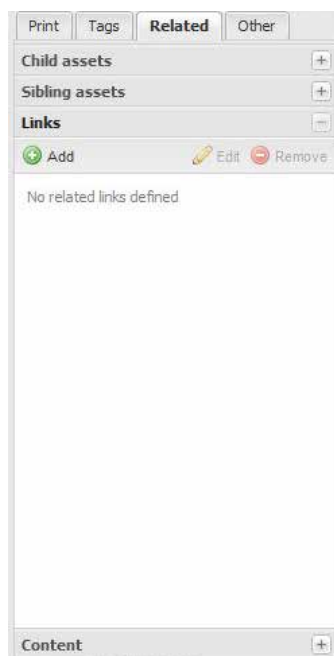 Print Tags Related Other
Child assets
Sibling assets
Links
Add Edit Remove
No related links defined
Content